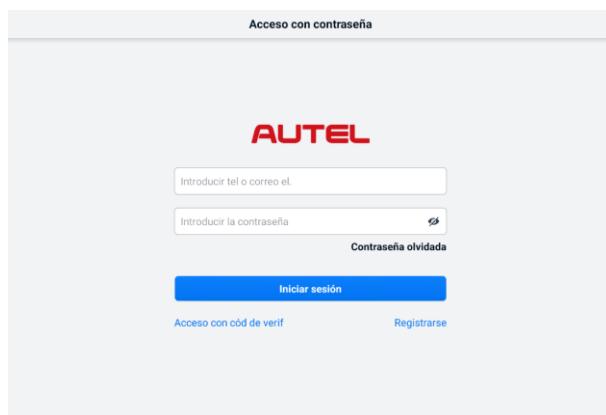 Acceso con contraseña
AUTEL
Introducir tel o correo el.
Introducir la contraseña
Contraseña olvidada
Iniciar sesión
Acceso con cód de verif
Registrarse